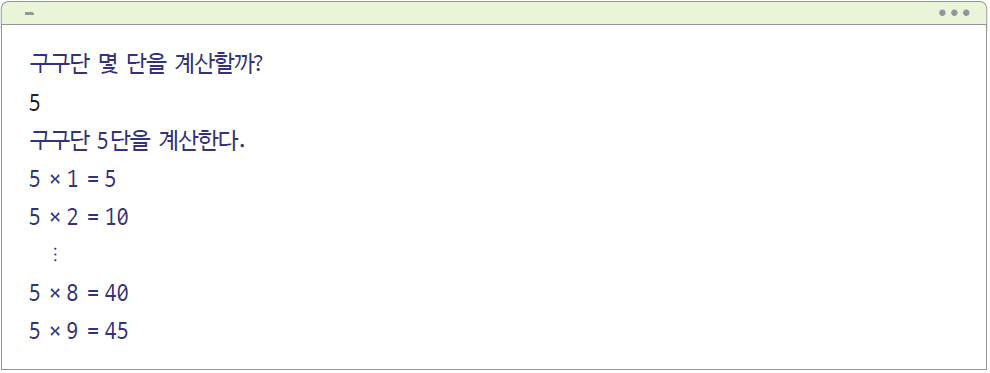 구구단 몇 단을 계산할까?
5
구구단 5단을 계산한다.
5 × 1 = 5
5 × 2 = 10
⋮
5 × 8 = 40
5 × 9 = 45